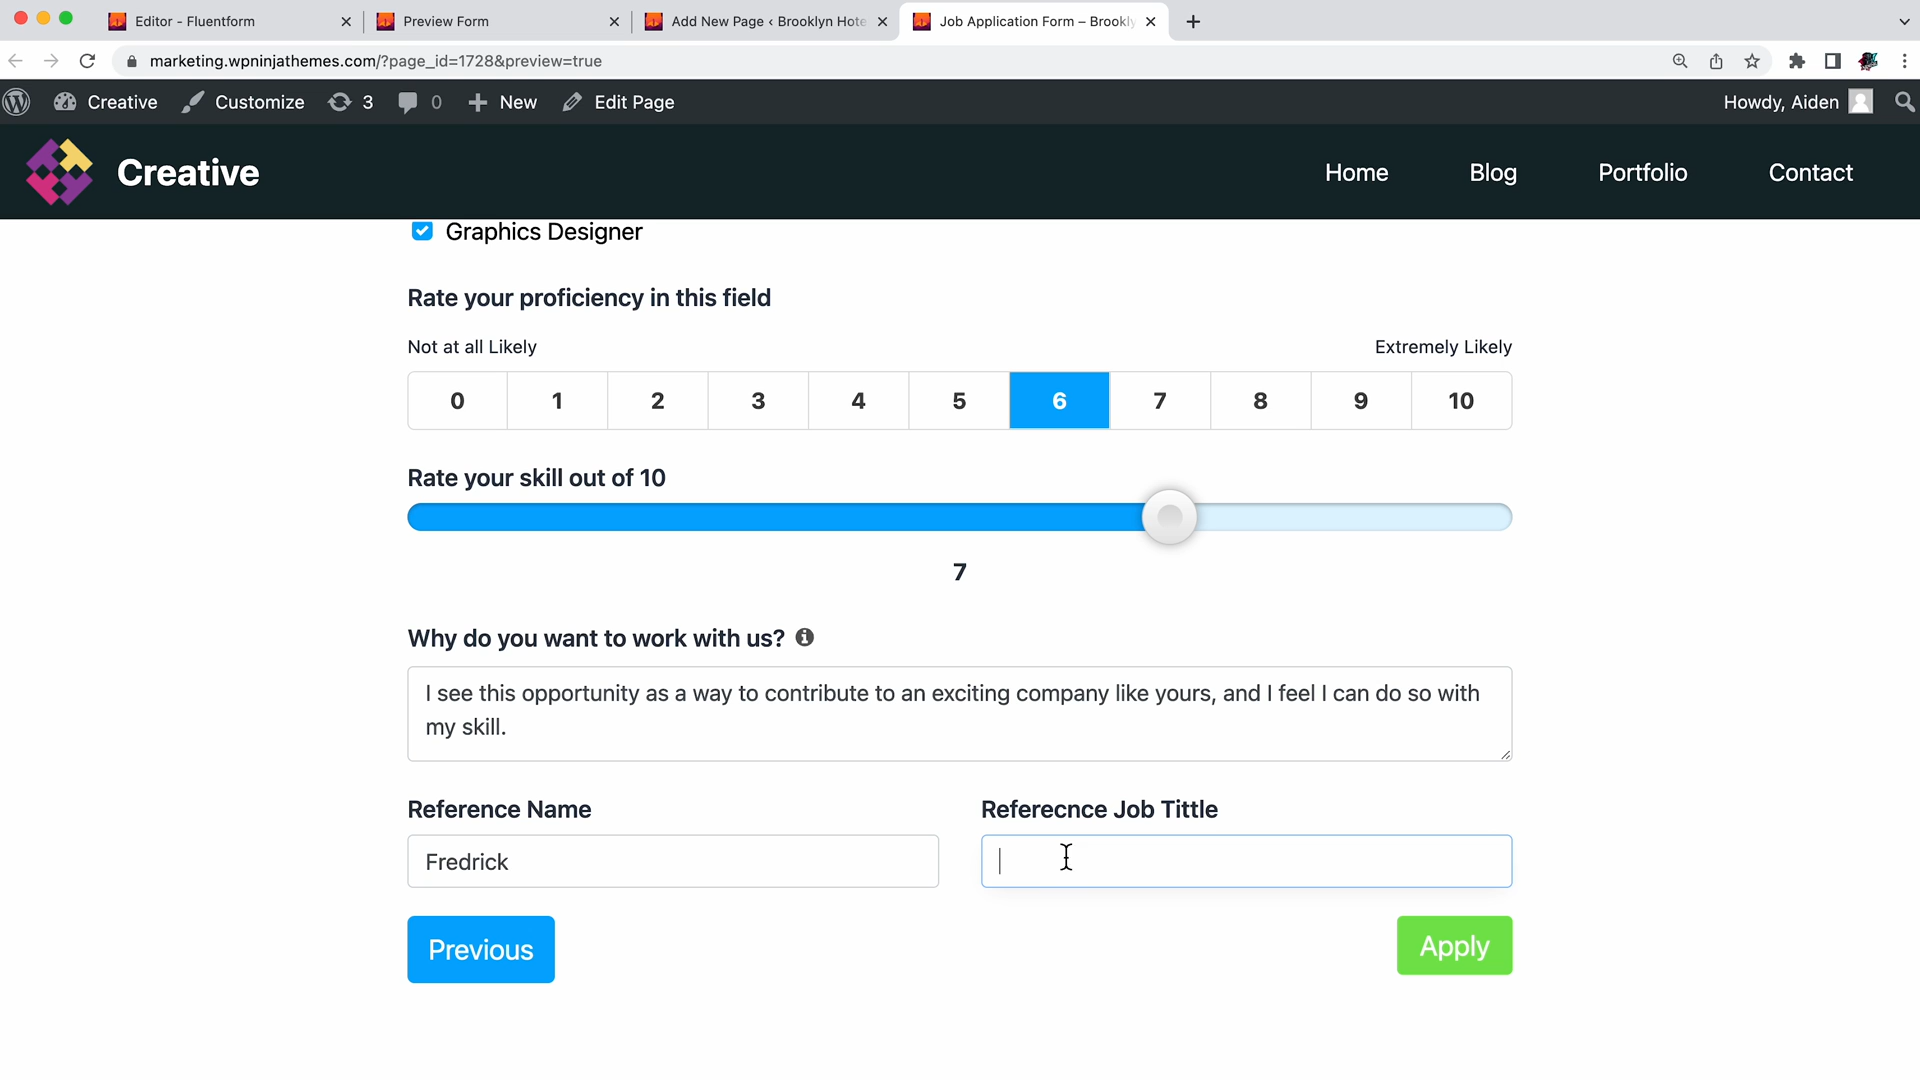 Editor - Fluentform
Preview Form
Add New Page ‹ Brooklyn Hote
Job Application Form – Brookly
marketing.wpninjathemes.com/?page_id=1728&preview=true
Creative
Customize
3
0
New
Edit Page
Howdy, Aiden
Creative
Home
Blog
Portfolio
Contact
Graphics Designer
Rate your proficiency in this field
Not at all Likely
Extremely Likely
0 1 2 3 4 5 6 7 8 9 10
Rate your skill out of 10
7
Why do you want to work with us?
I see this opportunity as a way to contribute to an exciting company like yours, and I feel I can do so with
my skill.
Reference Name
Referecnce Job Tittle
Fredrick
Previous
Apply